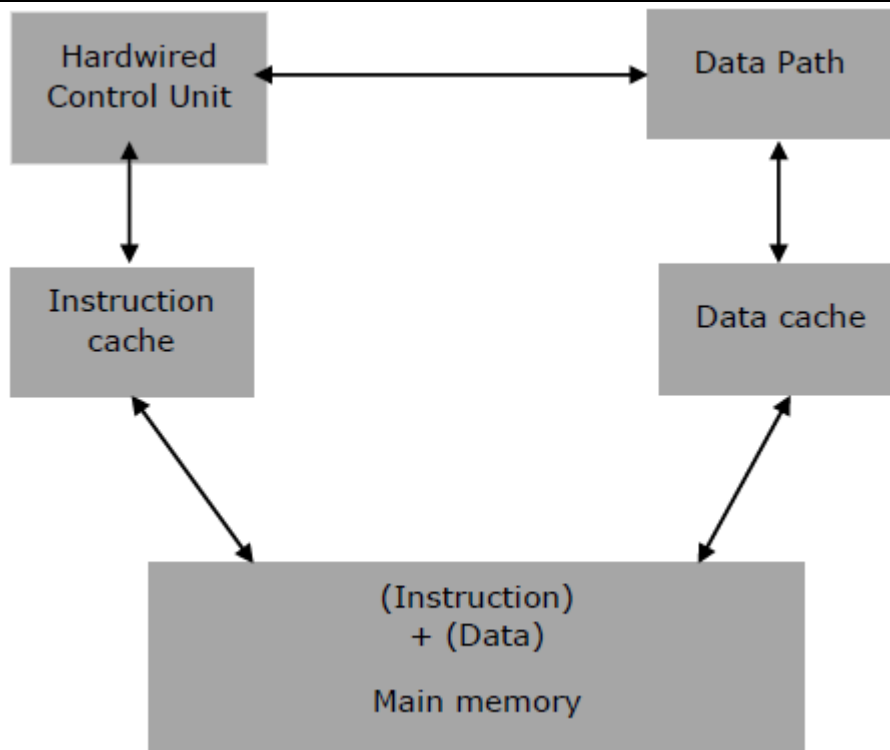 Hardwired
Control Unit
Data Path
Instruction
cache
Data cache
(Instruction)
+ (Data)
Main memory